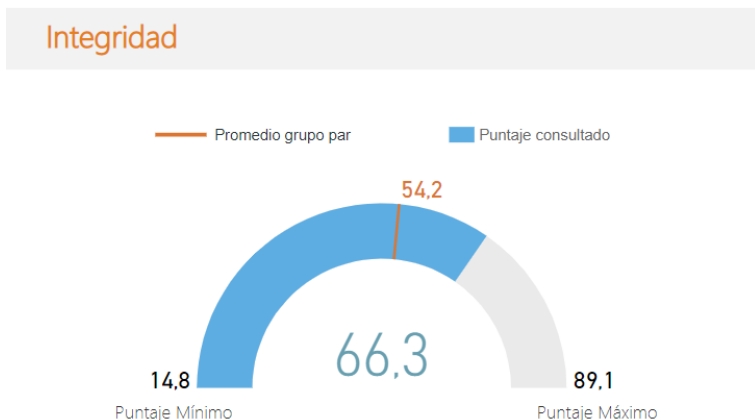 Integridad
Promedio grupo par
Puntaje consultado
54,2
66,3
14,8
89,1
Puntaje Mínimo
Puntaje Máximo